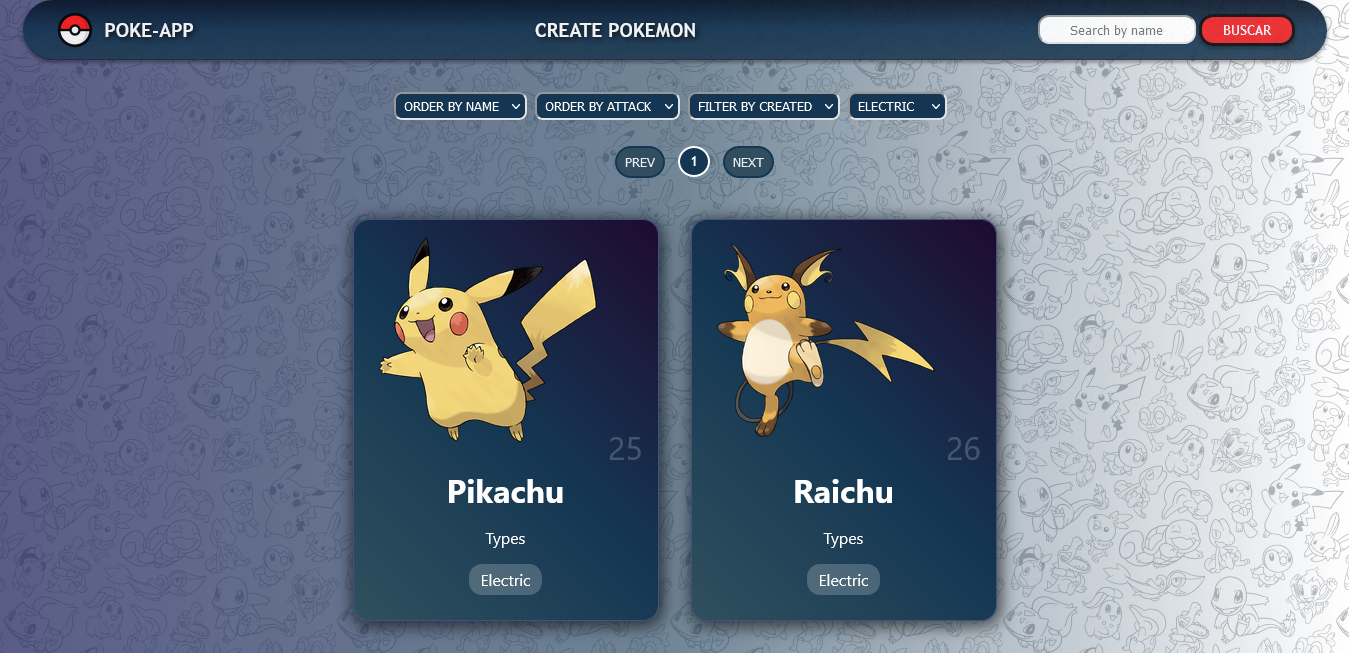 POKE-APP
CREATE POKEMON
Search by name
BUSCAR
ORDER BY NAME
ORDER BY ATTACK
FILTER BY CREATED
ELECTRIC
PREV
1
NEXT
25
Pikachu
Types
Electric
26
Raichu
Types
Electric